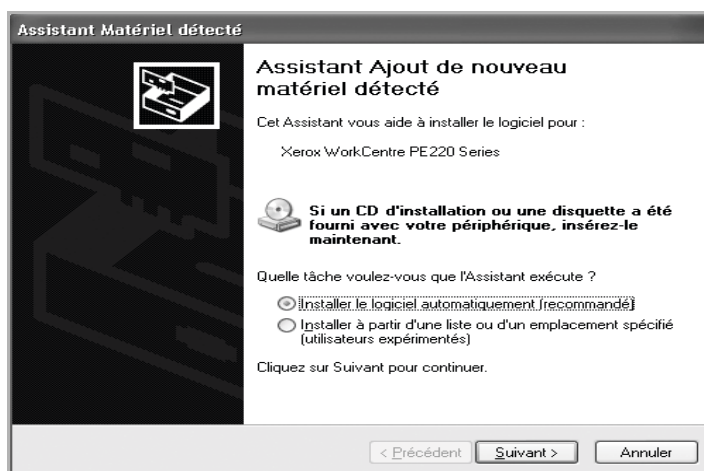 Assistant Matériel détecté
Assistant Ajout de nouveau
matériel détecté
Cet Assistant vous aide à installer le logiciel pour :
Xerox WorkCentre PE220 Series
Si un CD d'installation ou une disquette a été
fourni avec votre périphérique, insérez-le
maintenant.
Quelle tâche voulez-vous que l'Assistant exécute ?
Installer le logiciel automatiquement (recommandé)
Installer à partir d'une liste ou d'un emplacement spécifié
(utilisateurs expérimentés)
Cliquez sur Suivant pour continuer.
< Précédent Suivant > Annuler